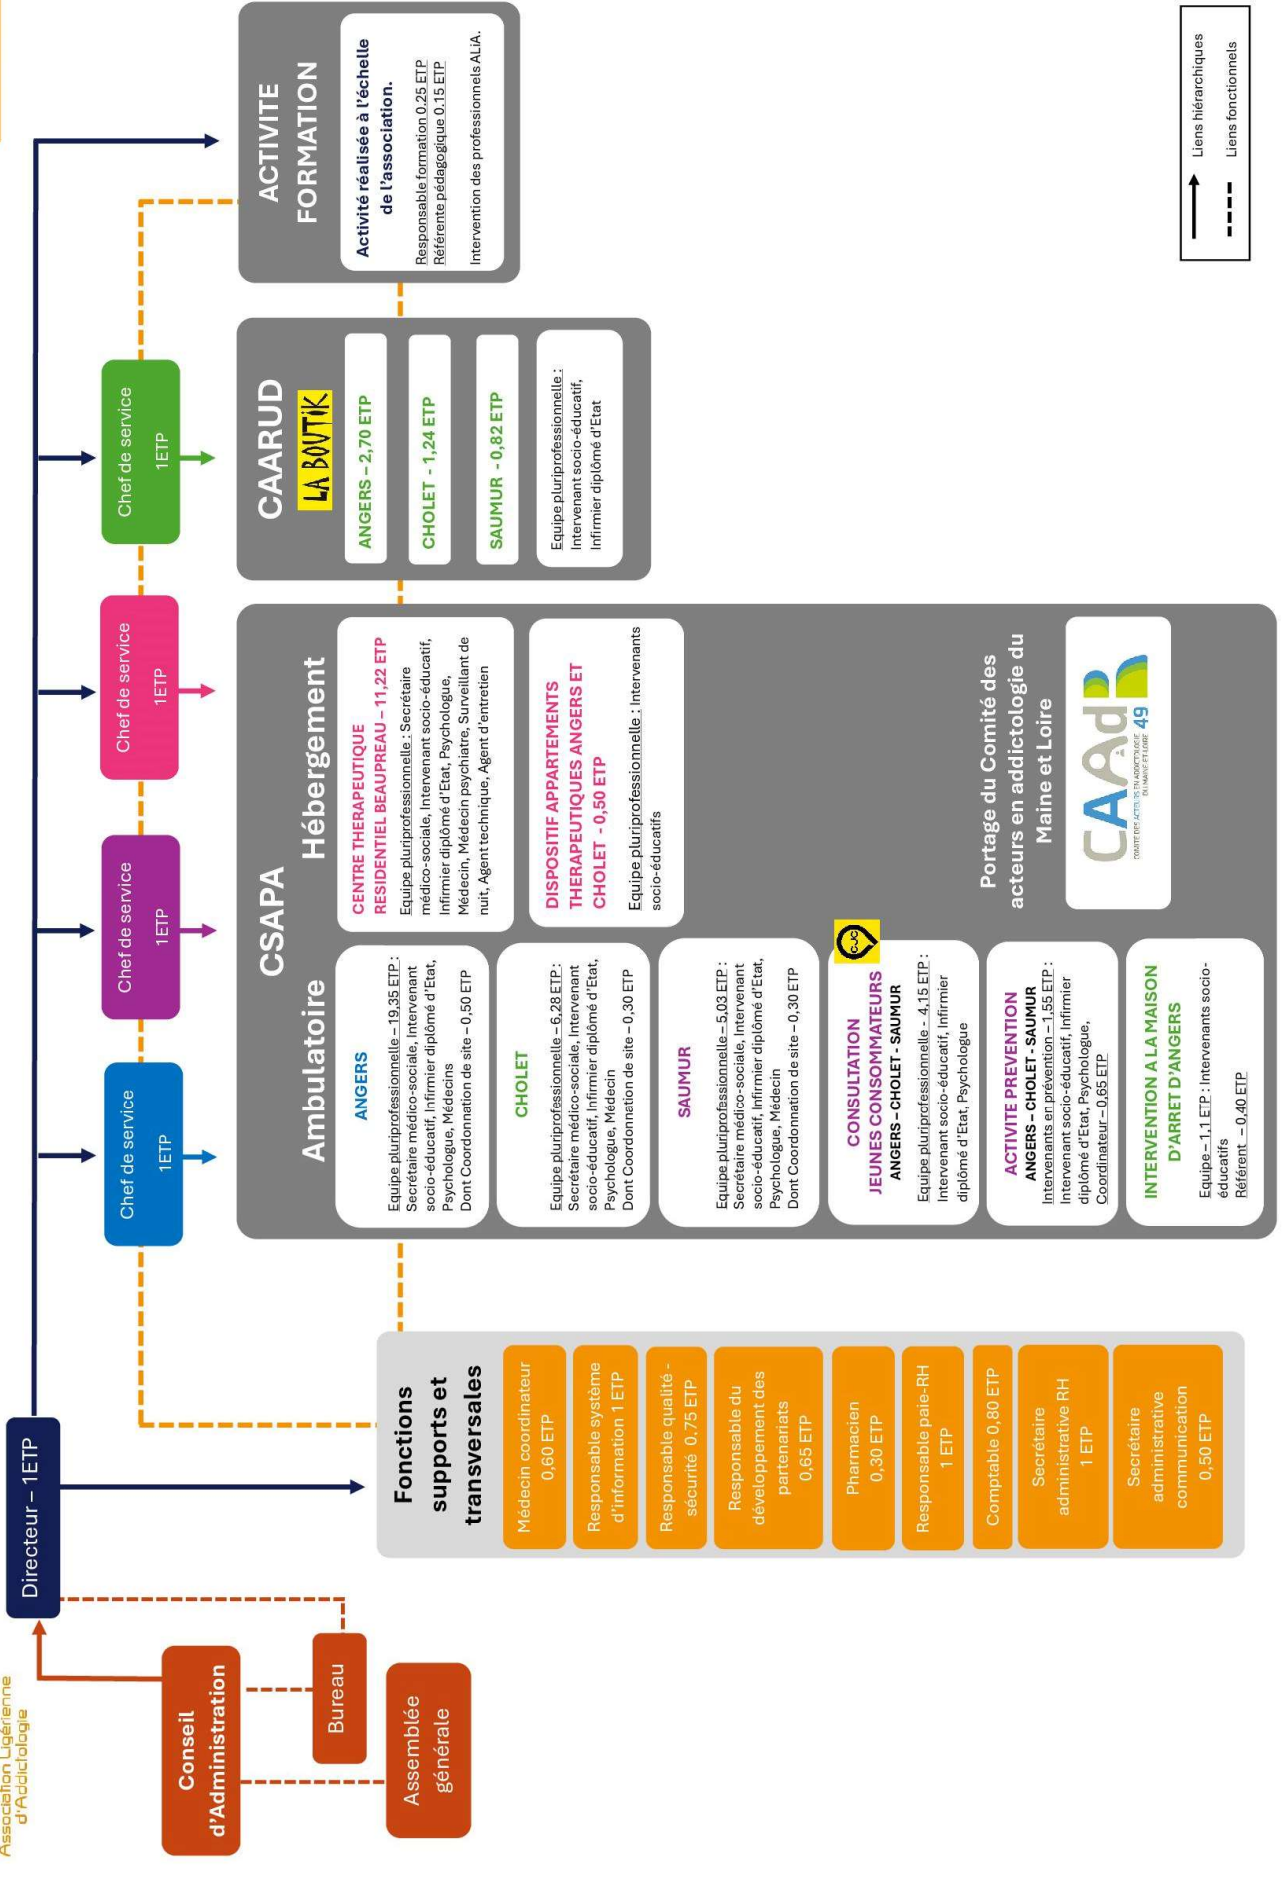 Association Ligérienne
d'Addictologie
Directeur – 1ETP
Conseil
d'Administration
Bureau
Assemblée
générale
Chef de service
1ETP
Chef de service
1ETP
Chef de service
1ETP
Chef de service
1ETP
Fonctions
supports et
transversales
Médecin coordinateur
0,60 ETP
Responsable système
d'information 1 ETP
Responsable qualité -
sécurité 0,75 ETP
Responsable du
développement des
partenariats
0,65 ETP
Pharmacien
0,30 ETP
Responsable paie-RH
1 ETP
Comptable 0,80 ETP
Secrétaire
administrative RH
1 ETP
Secrétaire
administrative
communication
0,50 ETP
CSAPA
Ambulatoire
ANGERS
Equipe pluriprofessionnelle – 19,35 ETP :
Secrétaire médico-sociale, Intervenant
socio-éducatif, Infirmier diplômé d'Etat,
Psychologue, Médecins
Dont Coordonnation de site – 0,50 ETP
CHOLET
Equipe pluriprofessionnelle – 6,28 ETP :
Secrétaire médico-sociale, Intervenant
socio-éducatif, Infirmier diplômé d'Etat,
Psychologue, Médecin
Dont Coordonnation de site – 0,30 ETP
SAUMUR
Equipe pluriprofessionnelle – 5,03 ETP :
Secrétaire médico-sociale, Intervenant
socio-éducatif, Infirmier diplômé d'Etat,
Psychologue, Médecin
Dont Coordonnation de site – 0,30 ETP
CJC
CONSULTATION
JEUNES CONSOMMATEURS
ANGERS – CHOLET - SAUMUR
Equipe pluriprofessionnelle - 4,15 ETP :
Intervenant socio-éducatif, Infirmier
diplômé d'Etat, Psychologue
ACTIVITE PREVENTION
ANGERS – CHOLET - SAUMUR
Intervenants en prévention – 1,55 ETP :
Intervenant socio-éducatif, Infirmier
diplômé d'Etat, Psychologue,
Coordinateur – 0,65 ETP
INTERVENTION A LA MAISON
D'ARRET D'ANGERS
Equipe – 1,1 ETP : Intervenants socio-
éducatifs
Référent – 0,40 ETP
Hébergement
CENTRE THERAPEUTIQUE
RESIDENTIEL BEAUPREAU – 11,22 ETP
Equipe pluriprofessionnelle : Secrétaire
médico-sociale, Intervenant socio-éducatif,
Infirmier diplômé d'Etat, Psychologue,
Médecin, Médecin psychiatre, Surveillant de
nuit, Agent technique, Agent d'entretien
DISPOSITIF APPARTEMENTS
THERAPEUTIQUES ANGERS ET
CHOLET - 0,50 ETP
Equipe pluriprofessionnelle : Intervenants
socio-éducatifs
Portage du Comité des
acteurs en addictologie du
Maine et Loire
CAAdR
COMITÉ DES ACTEURS EN ADDICTOLOGIE
DU MAINE-ET-LOIRE
49
CAARUD
LA BOUTiK
ANGERS – 2,70 ETP
CHOLET - 1,24 ETP
SAUMUR - 0,82 ETP
Equipe pluriprofessionnelle :
Intervenant socio-éducatif,
Infirmier diplômé d'Etat
ACTIVITE
FORMATION
Activité réalisée à l'échelle
de l'association.
Responsable formation 0.25 ETP
Référente pédagogique 0.15 ETP
Intervention des professionnels ALiA.
Liens hiérarchiques
Liens fonctionnels